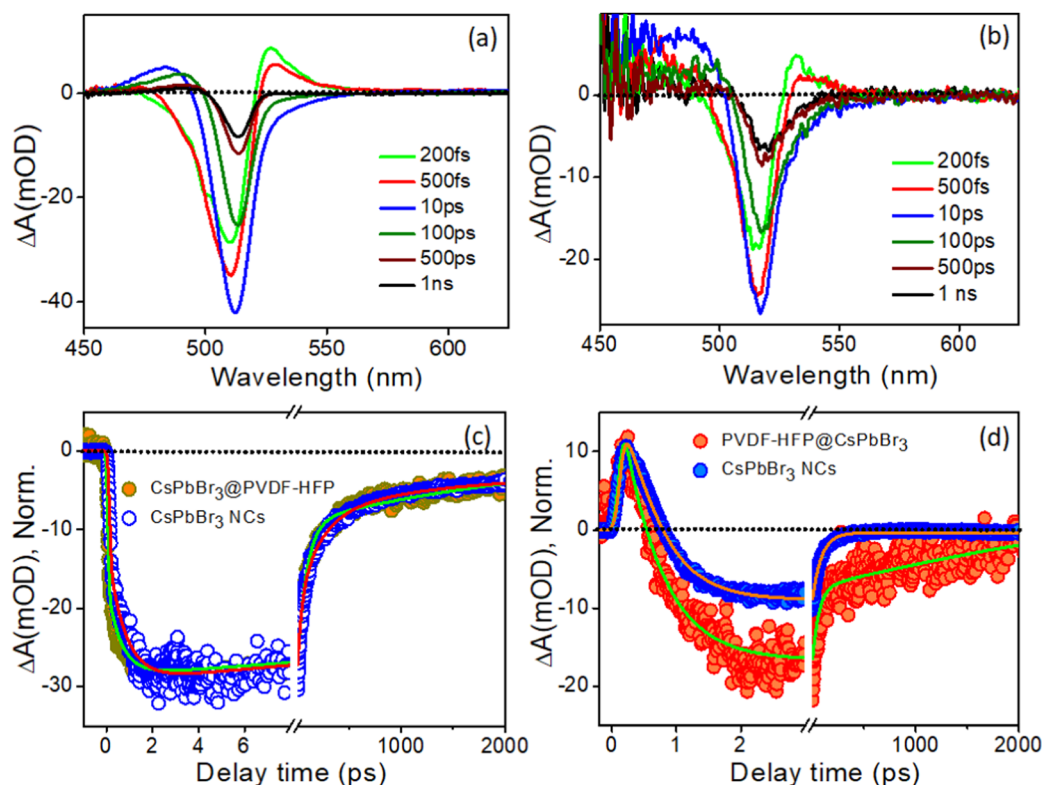 (a)
0
-20
-40
ΔA(mOD)
200fs
500fs
10ps
100ps
500ps
1ns
450 500 550 600
Wavelength (nm)
(b)
0
-10
-20
ΔA(mOD)
200fs
500fs
10ps
100ps
500ps
1 ns
450 500 550 600
Wavelength (nm)
(c)
0
-10
-20
-30
ΔA(mOD), Norm.
CsPbBr₃@PVDF-HFP
CsPbBr₃ NCs
0 2 4 6 1000 2000
Delay time (ps)
(d)
10
0
-10
-20
ΔA(mOD), Norm.
PVDF-HFP@CsPbBr₃
CsPbBr₃ NCs
0 1 2 1000 2000
Delay time (ps)